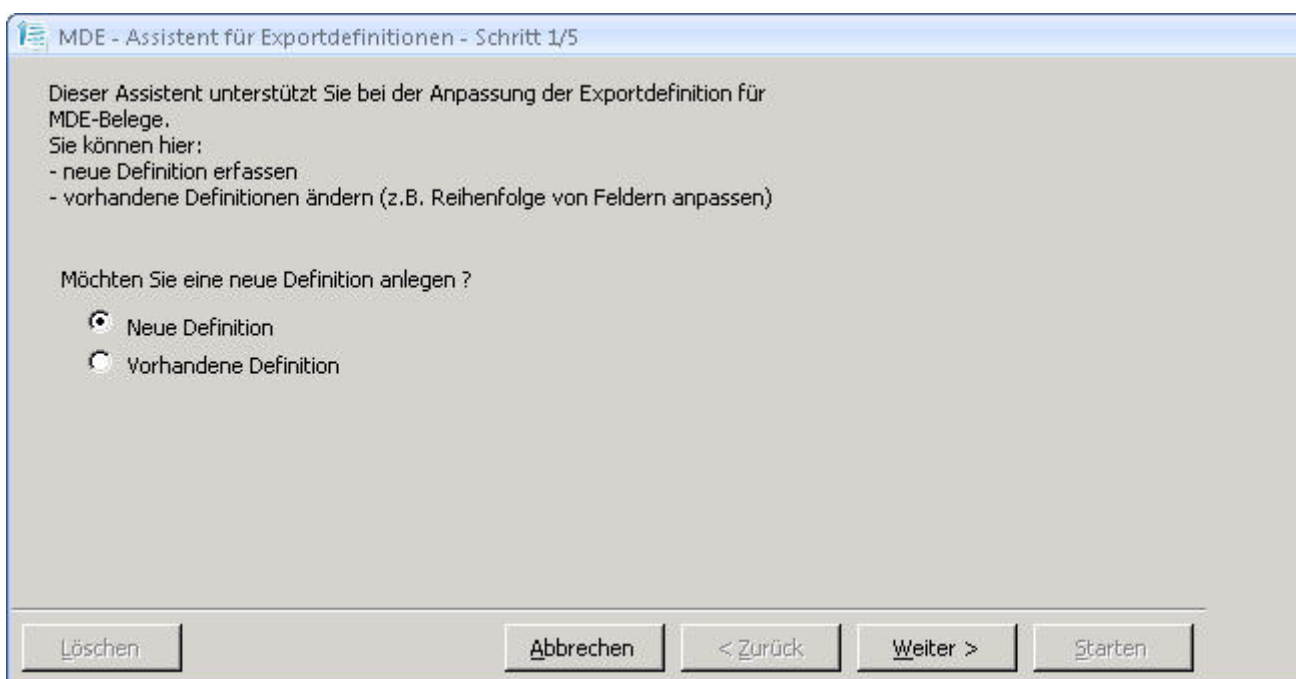 MDE - Assistent für Exportdefinitionen - Schritt 1/5
Dieser Assistent unterstützt Sie bei der Anpassung der Exportdefinition für
MDE-Belege.
Sie können hier:
- neue Definition erfassen
- vorhandene Definitionen ändern (z.B. Reihenfolge von Feldern anpassen)
Möchten Sie eine neue Definition anlegen ?
Neue Definition
Vorhandene Definition
Löschen Abbrechen < Zurück Weiter > Starten